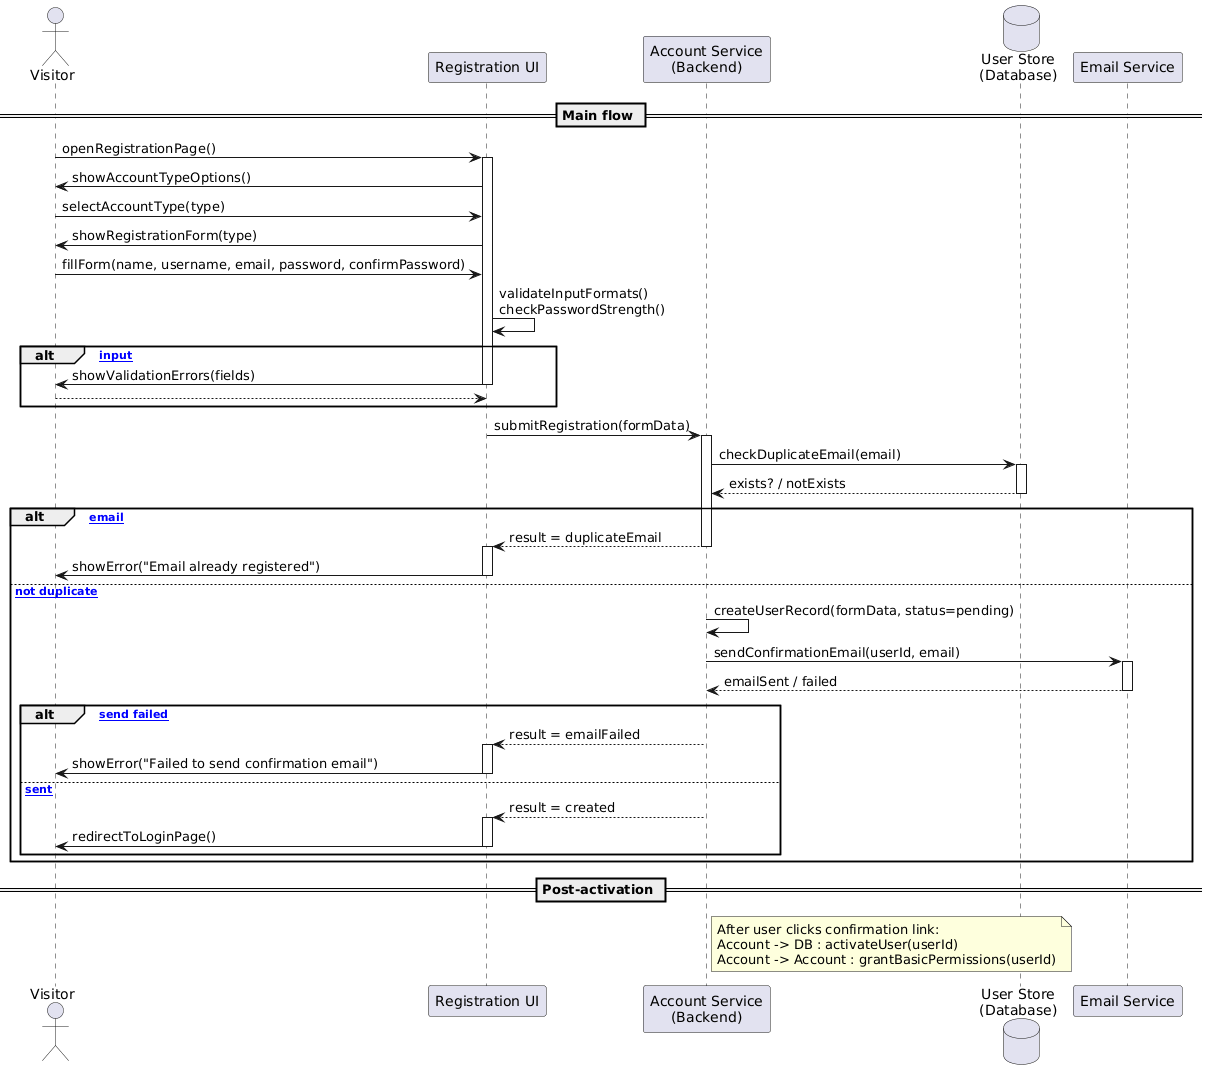 Visitor
Registration UI
Account Service
(Backend)
User Store
(Database)
Email Service
Main flow
openRegistrationPage()
showAccountTypeOptions()
selectAccountType(type)
showRegistrationForm(type)
fillForm(name, username, email, password, confirmPassword)
validateInputFormats()
checkPasswordStrength()
alt input
showValidationErrors(fields)
submitRegistration(formData)
checkDuplicateEmail(email)
exists? / notExists
alt email
result = duplicateEmail
showError("Email already registered")
not duplicate
createUserRecord(formData, status=pending)
sendConfirmationEmail(userId, email)
emailSent / failed
alt send failed
result = emailFailed
showError("Failed to send confirmation email")
sent
result = created
redirectToLoginPage()
Post-activation
After user clicks confirmation link:
Account -> DB : activateUser(userId)
Account -> Account : grantBasicPermissions(userId)
Visitor
Registration UI
Account Service
(Backend)
User Store
(Database)
Email Service